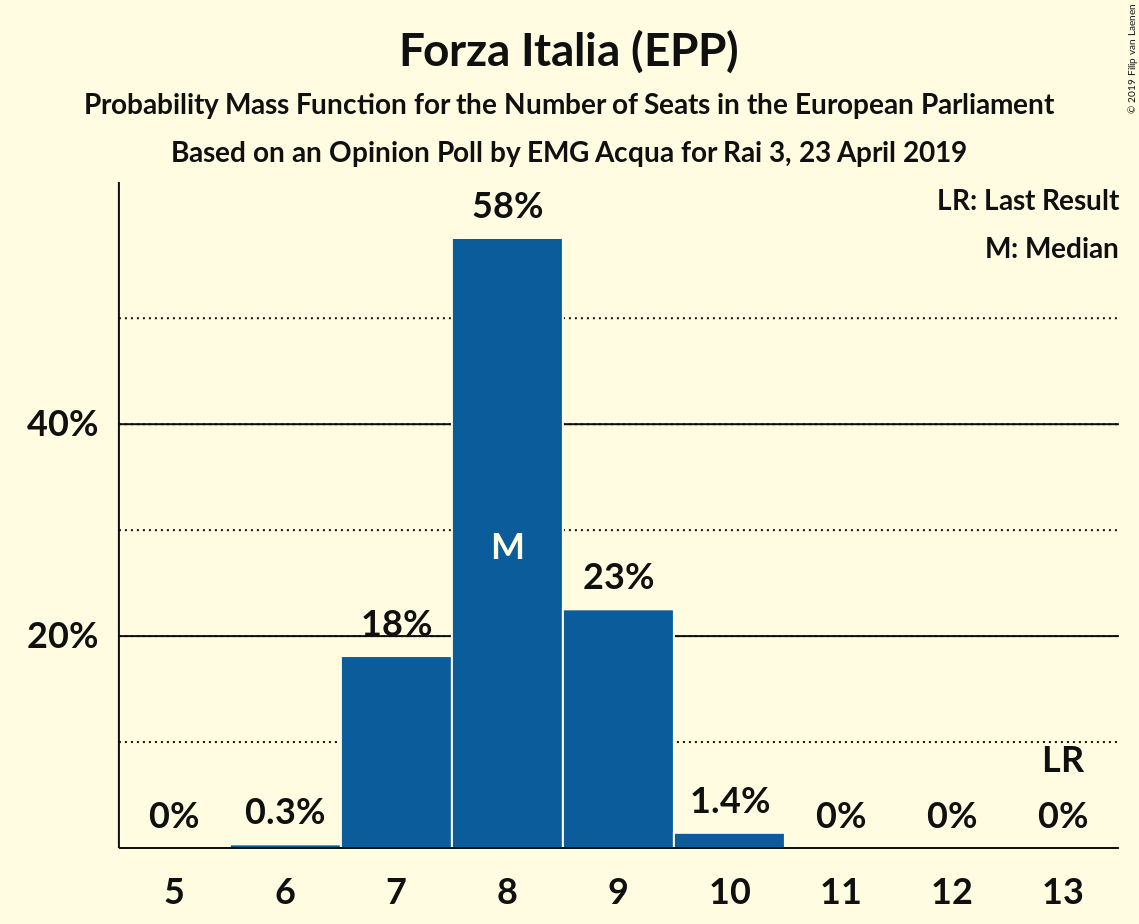 Forza Italia (EPP)
Probability Mass Function for the Number of Seats in the European Parliament
Based on an Opinion Poll by EMG Acqua for Rai 3, 23 April 2019
© 2019 Filip van Laenen
LR: Last Result
M: Median
58%
40%
M
23%
18%
20%
LR
0%
0.3%
1.4%
0%
0%
0%
5 6 7 8 9 10 11 12 13